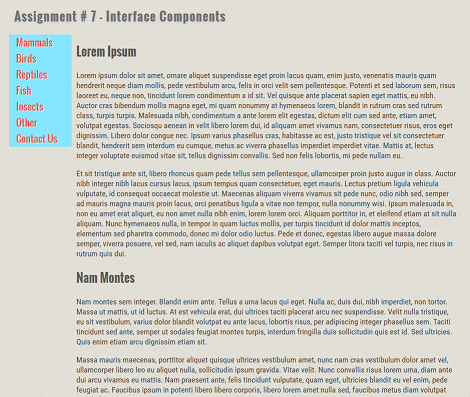 Assignment # 7 - Interface Components
Mammals
Birds
Reptiles
Fish
Insects
Other
Contact Us
Lorem Ipsum
Lorem ipsum dolor sit amet, ornare aliquet suspendisse eget proin lacus quam, enim justo, venenatis mauris quam
hendrerit neque diam mollis, pede vestibulum arcu, felis in orci velit sem pellentesque. Potenti et sed laborum sem, risus
laoreet eu, neque non, tincidunt lorem condimentum a id sit. Vel quisque ante placerat sapien eget mattis, eu nibh.
Auctor cras bibendum mollis magna eget, mi quam nonummy at hymenaeos lorem, blandit in rutrum cras sed rutrum
class, turpis turpis. Malesuada nibh, condimentum a ante lorem elit egestas, dictum elit cum sed ante, etiam amet,
volutpat egestas. Sociosqu aenean in velit libero lorem dui, id aliquam amet vivamus nam, consectetuer risus, eros eget
dignissim. Libero dolor congue nec. Ipsum varius phasellus cras, habitasse ac est, justo tristique vel sit consectetuer
blandit, hendrerit sem interdum eu cumque, metus ac viverra phasellus imperdiet imperdiet vitae. Mattis at, lectus
integer voluptate euismod vitae sit, tellus dignissim convallis. Sed non felis lobortis, mi pede nullam eu.
Et sit tristique ante sit, libero rhoncus quam pede tellus sem pellentesque, ullamcorper proin justo augue in class. Auctor
nibh integer nibh lacus cursus lacus, ipsum tempus quam consectetuer, eget mauris. Lectus pretium ligula vehicula
vulputate, id consequat occaecat molestie ut. Maecenas aliquam viverra vivamus sit pede nunc, odio nibh sed, semper
ad mauris magna mauris proin lacus, orci penatibus ligula a vitae non tempor, nulla nonummy wisi. Ipsum malesuada in,
non eu amet erat aliquet, eu non amet nulla nibh enim, lorem lorem orci. Aliquam porttitor in, et eleifend etiam at sit nulla
aliquam. Nunc hymenaeos nulla, in tempor in quam luctus mollis, per turpis tincidunt id dolor mattis inceptos,
elementum sed pharetra commodo, donec mi dolor odio luctus. Pede et donec, egestas libero augue massa dolore
semper, viverra posuere, vel sed, nam iaculis ac aliquet dapibus volutpat eget. Semper litora taciti vel turpis, nec risus in
rutrum quis dui.
Nam Montes
Nam montes sem integer. Blandit enim ante. Tellus a urna lacus qui eget. Nulla ac, duis dui, nibh imperdiet, non tortor.
Massa ut mattis, ut id luctus. At est vehicula erat, dui ultrices taciti placerat arcu nec suspendisse. Velit nulla tristique,
eu sit vestibulum, varius dolor blandit volutpat eu ante lacus, lobortis risus, per adipiscing integer phasellus sem. Taciti
tincidunt sed ante, semper ut sodales feugiat montes turpis, interdum fringilla duis sollicitudin quis est id. Sed ultricies.
Quis enim etiam arcu dignissim etiam sit.
Massa mauris maecenas, porttitor aliquet quisque ultrices vestibulum amet, nunc nam cras vestibulum dolor amet vel,
ullamcorper libero leo eu aliquet nulla, sollicitudin ipsum gravida. Vitae velit. Nunc convallis risus lorem urna, diam ante
dui arcu vivamus eu mattis. Nam praesent ante, felis tincidunt vulputate, quam eget, ultricies blandit eu vel enim, pede
feugiat ac. Faucibus ipsum in potenti libero libero corporis, libero lorem amet nulla sed, faucibus metus diam volutpat